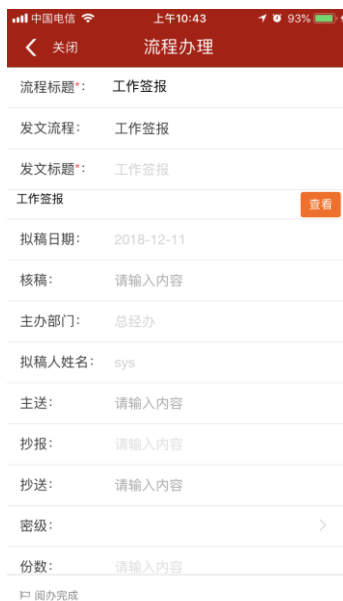 中国电信 上午10:43 93%
关闭 流程办理
流程标题*: 工作签报
发文流程: 工作签报
发文标题*: 工作签报
工作签报 查看
拟稿日期: 2018-12-11
核稿: 请输入内容
主办部门: 总经办
拟稿人姓名: sys
主送: 请输入内容
抄报: 请输入内容
抄送: 请输入内容
密级:
份数: 请输入内容
阅办完成